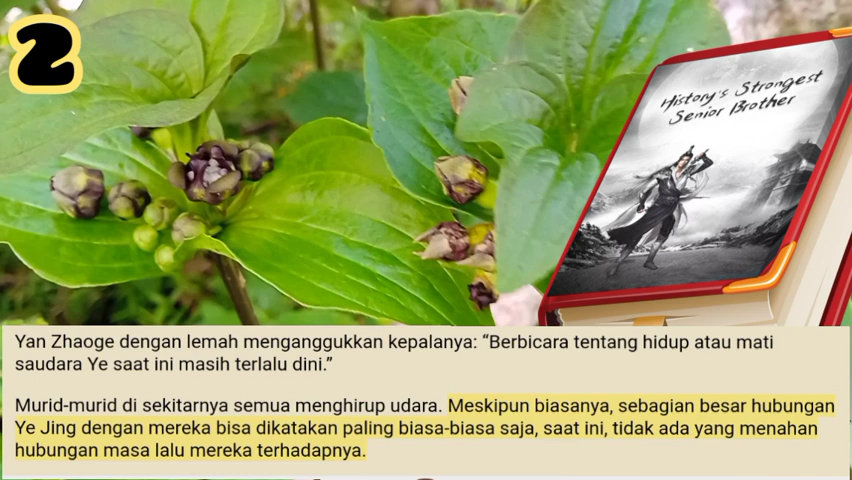 2
History's Strongest
Senior Brother
Yan Zhaoge dengan lemah menganggukkan kepalanya: “Berbicara tentang hidup atau mati
saudara Ye saat ini masih terlalu dini.”
Murid-murid di sekitarnya semua menghirup udara. Meskipun biasanya, sebagian besar hubungan
Ye Jing dengan mereka bisa dikatakan paling biasa-biasa saja, saat ini, tidak ada yang menahan
hubungan masa lalu mereka terhadapnya.